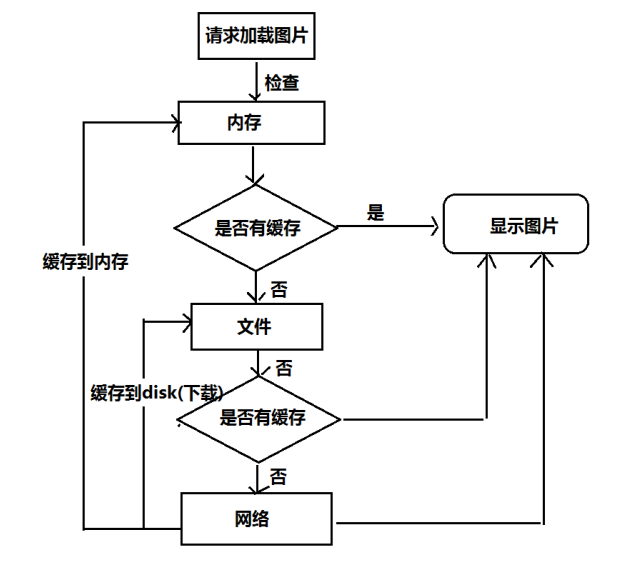 请求加载图片
检查
内存
是否有缓存
是
显示图片
缓存到内存
否
文件
否
缓存到disk(下载)
是否有缓存
否
网络